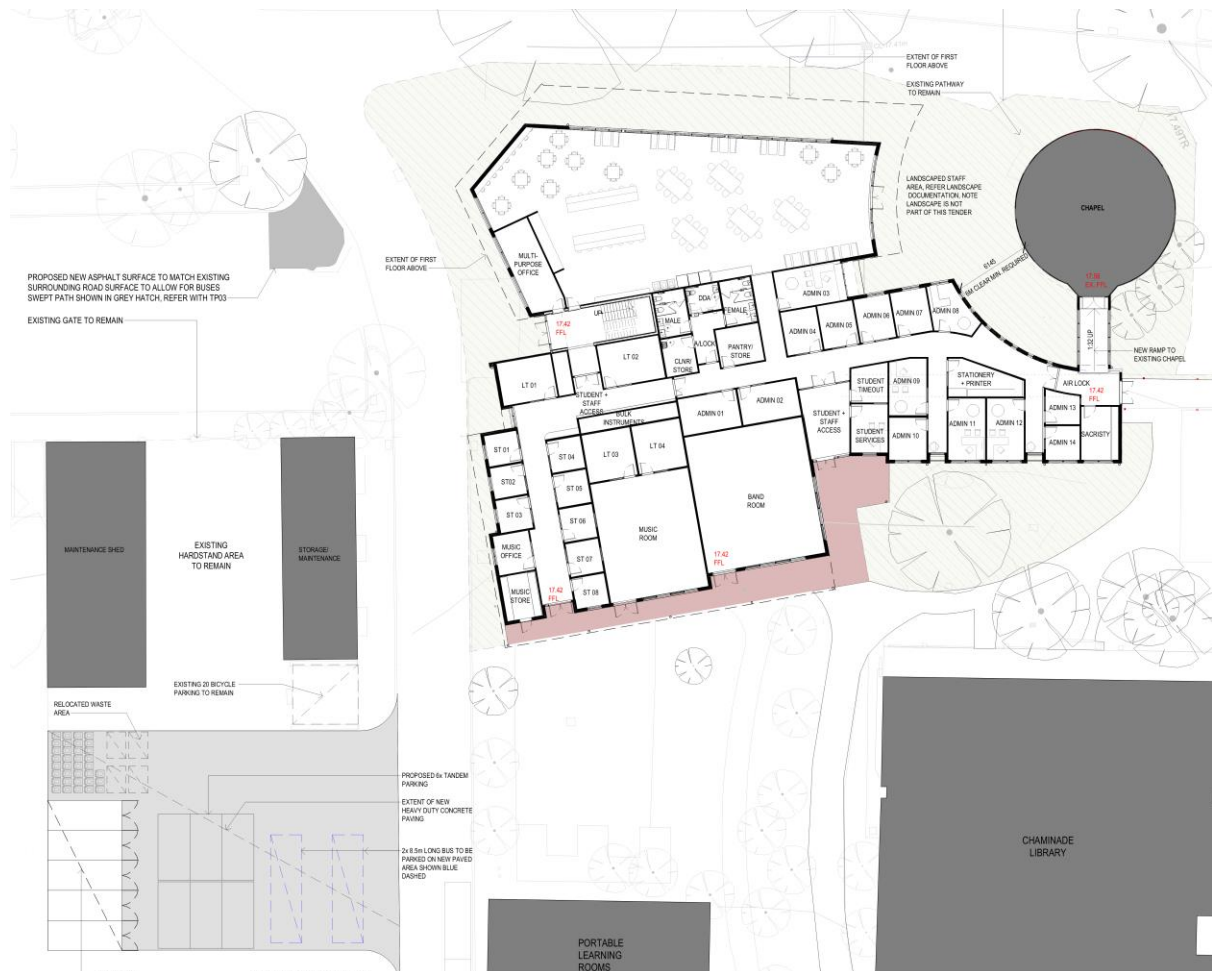 EXTENT OF FIRST
FLOOR ABOVE
EXISTING PATHWAY
TO REMAIN
17.49TR
LANDSCAPED STAFF
AREA, REFER LANDSCAPE
DOCUMENTATION, NOTE
LANDSCAPE IS NOT
PART OF THIS TENDER
CHAPEL
6145
6M CLEAR MIN. REQUIRED
EX. FFL
1:32 UP
NEW RAMP TO
EXISTING CHAPEL
AIR LOCK
17.42
FFL
PROPOSED NEW ASPHALT SURFACE TO MATCH EXISTING
SURROUNDING ROAD SURFACE TO ALLOW FOR BUSES
SWEPT PATH SHOWN IN GREY HATCH, REFER WITH TP03
EXISTING GATE TO REMAIN
EXTENT OF FIRST
FLOOR ABOVE
MULTI-
PURPOSE
OFFICE
17.42
FFL
UP
MALE
DDA
FEMALE
A/LOCK
CLNR/
STORE
PANTRY/
STORE
ADMIN 03
ADMIN 04
ADMIN 05
ADMIN 06
ADMIN 07
ADMIN 08
LT 01
LT 02
STUDENT +
STAFF
ACCESS
BULK
INSTRUMENTS
ADMIN 01
ADMIN 02
STUDENT +
STAFF
ACCESS
STUDENT
TIMEOUT
STUDENT
SERVICES
ADMIN 09
ADMIN 10
STATIONERY
+ PRINTER
ADMIN 11
ADMIN 12
ADMIN 13
ADMIN 14
SACRISTY
ST 01
ST02
ST 03
ST 04
ST 05
ST 06
ST 07
ST 08
LT 03
LT 04
MUSIC
OFFICE
MUSIC
STORE
17.42
FFL
MUSIC
ROOM
BAND
ROOM
17.42
FFL
MAINTENANCE SHED
EXISTING
HARDSTAND AREA
TO REMAIN
STORAGE/
MAINTENANCE
EXISTING 20 BICYCLE
PARKING TO REMAIN
RELOCATED WASTE
AREA
PROPOSED 6x TANDEM
PARKING
EXTENT OF NEW
HEAVY DUTY CONCRETE
PAVING
2x 8.5m LONG BUS TO BE
PARKED ON NEW PAVED
AREA SHOWN BLUE
DASHED
CHAMINADE
LIBRARY
PORTABLE
LEARNING
ROOMS